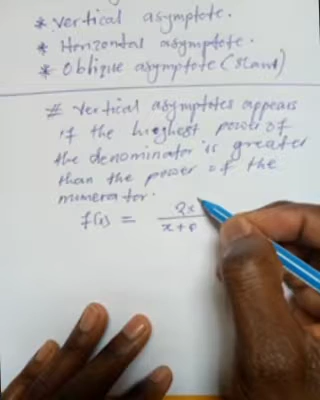 * Vertical asymptote.
* Horizontal asymptote.
* Oblique asymptote (slant)
# Vertical asymptotes appears
if the highest power of
the denominator is greater
than the power of the
numerator.
f(x) = 2x
x+